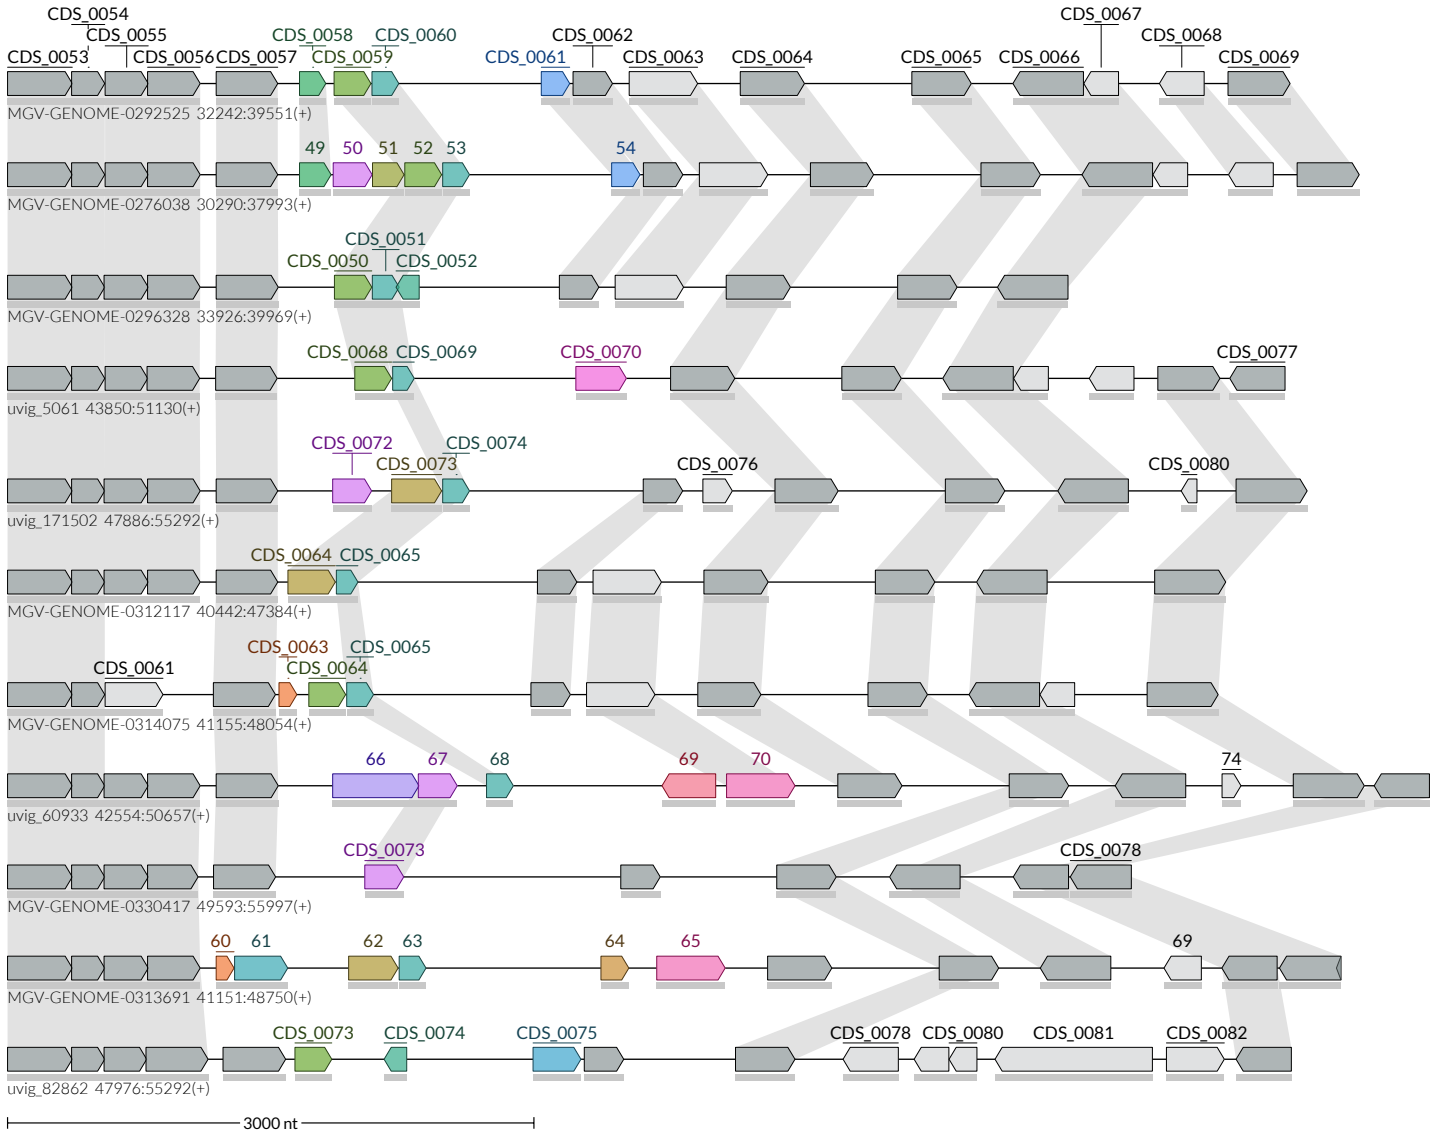 CDS_0054 CDS_0067
CDS_0055 CDS_0058 CDS_0060 CDS_0062 CDS_0068
CDS_0053 CDS_0056 CDS_0057 CDS_0059 CDS_0061 CDS_0063 CDS_0064 CDS_0065 CDS_0066 CDS_0069
MGV-GENOME-0292525 32242:39551(+)
49 50 51 52 53 54
MGV-GENOME-0276038 30290:37993(+)
CDS_0051
CDS_0050 CDS_0052
MGV-GENOME-0296328 33926:39969(+)
CDS_0068 CDS_0069 CDS_0070 CDS_0077
uvig_5061 43850:51130(+)
CDS_0072 CDS_0074
CDS_0073 CDS_0076 CDS_0080
uvig_171502 47886:55292(+)
CDS_0064 CDS_0065
MGV-GENOME-0312117 40442:47384(+)
CDS_0063 CDS_0065
CDS_0061 CDS_0064
MGV-GENOME-0314075 41155:48054(+)
66 67 68 69 70 74
uvig_60933 42554:50657(+)
CDS_0073 CDS_0078
MGV-GENOME-0330417 49593:55997(+)
60 61 62 63 64 65 69
MGV-GENOME-0313691 41151:48750(+)
CDS_0073 CDS_0074 CDS_0075 CDS_0078 CDS_0080 CDS_0081 CDS_0082
uvig_82862 47976:55292(+)
3000 nt